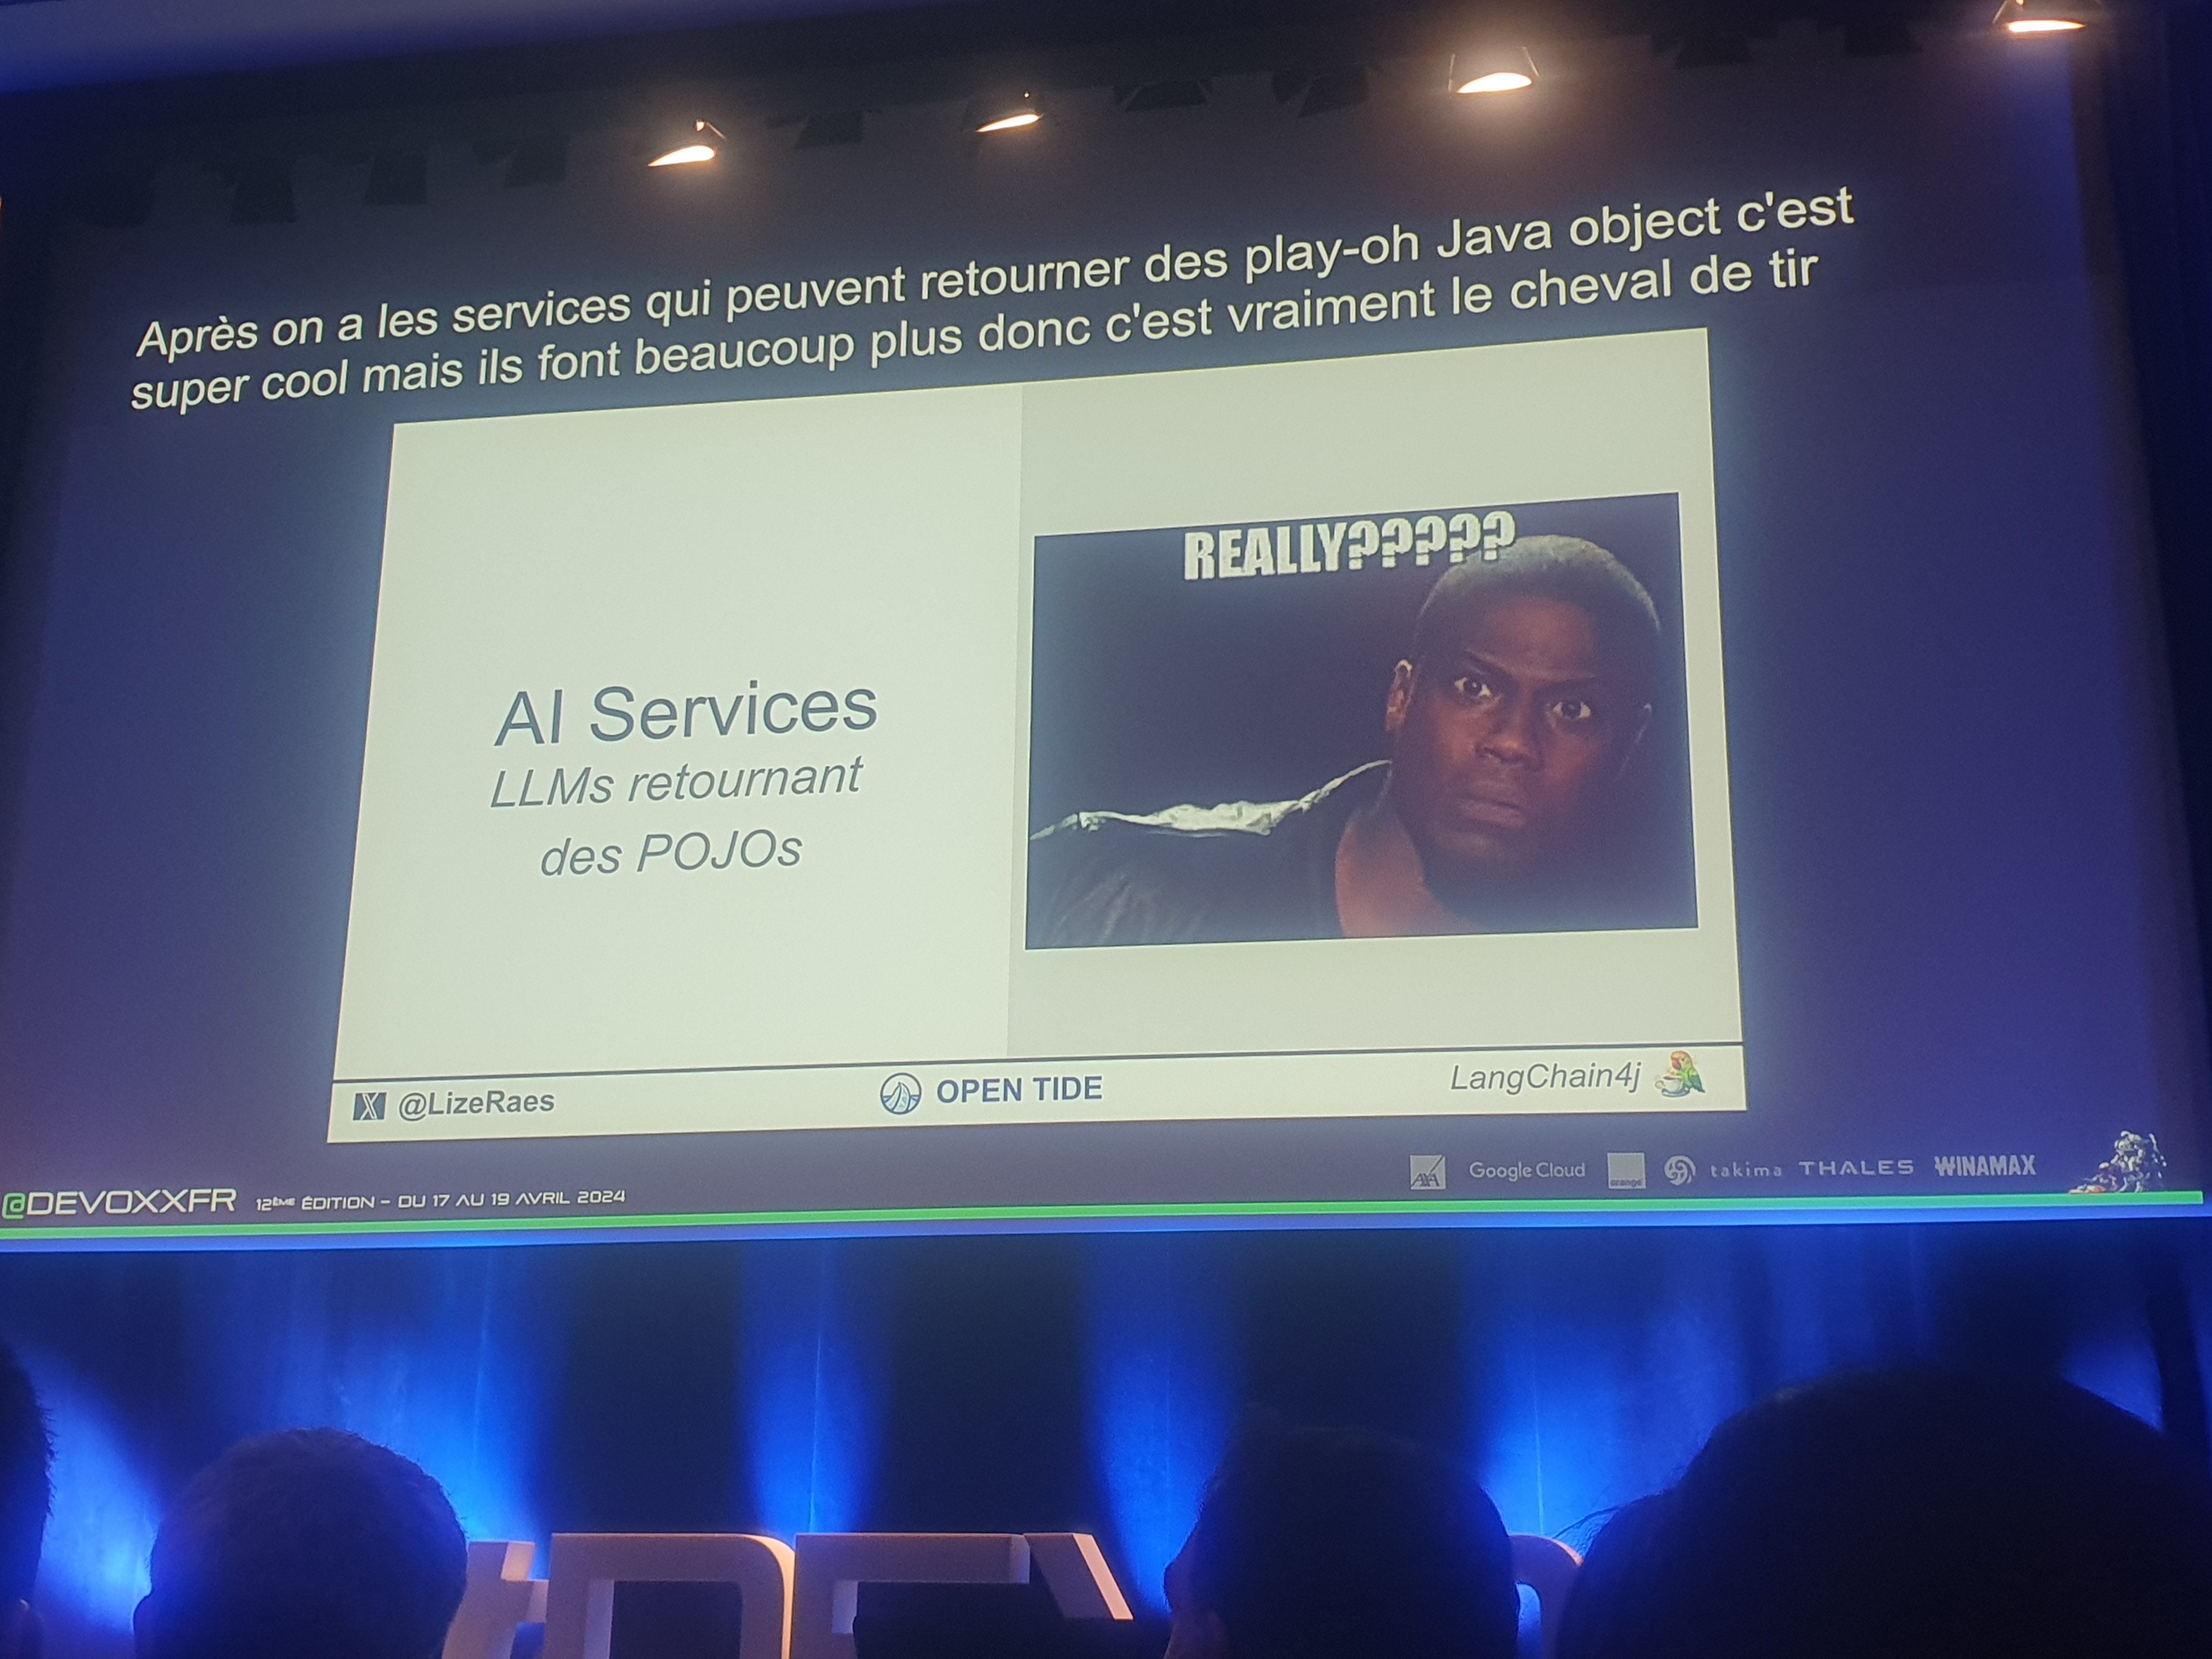 Après on a les services qui peuvent retourner des play-oh Java object c'est
super cool mais ils font beaucoup plus donc c'est vraiment le cheval de tir
REALLY?????
AI Services
LLMs retournant
des POJOs
X @LizeRaes
OPEN TIDE
LangChain4j
@DEVOXXFR 12ÈME ÉDITION - DU 17 AU 19 AVRIL 2024
AXA Google Cloud orange takima THALES WINAMAX